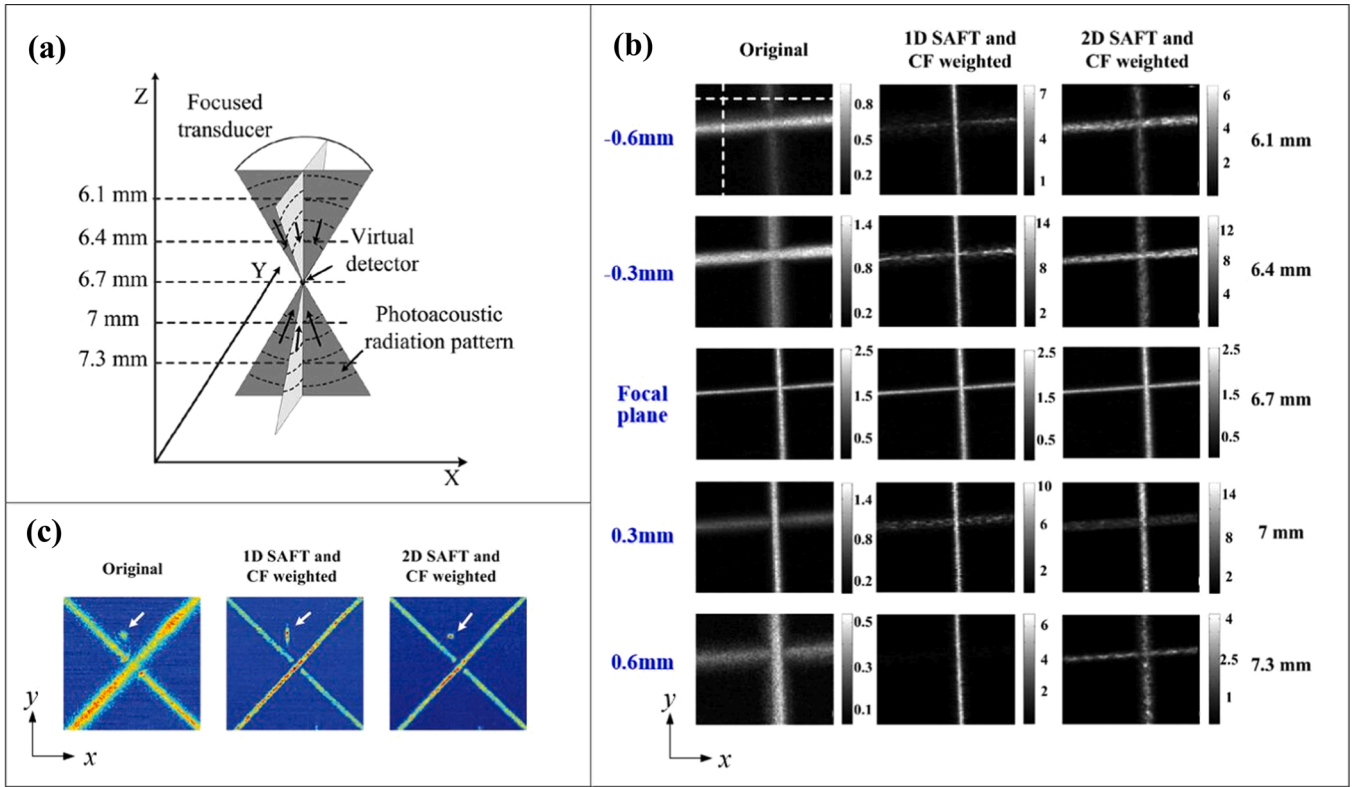 (a)
Z
Focused
transducer
6.1 mm
6.4 mm
6.7 mm
7 mm
7.3 mm
Y
Virtual
detector
Photoacoustic
radiation pattern
X
(b)
Original
1D SAFT and
CF weighted
2D SAFT and
CF weighted
-0.6mm
0.8
0.5
0.2
7
4
1
6
4
2
6.1 mm
-0.3mm
1.4
0.8
0.2
14
8
2
12
8
4
6.4 mm
Focal
plane
2.5
1.5
0.5
2.5
1.5
0.5
2.5
1.5
0.5
6.7 mm
0.3mm
1.4
0.8
0.2
10
6
2
14
8
2
7 mm
0.6mm
0.5
0.3
0.1
6
4
2
4
2.5
1
7.3 mm
y
x
(c)
Original
1D SAFT and
CF weighted
2D SAFT and
CF weighted
y
x